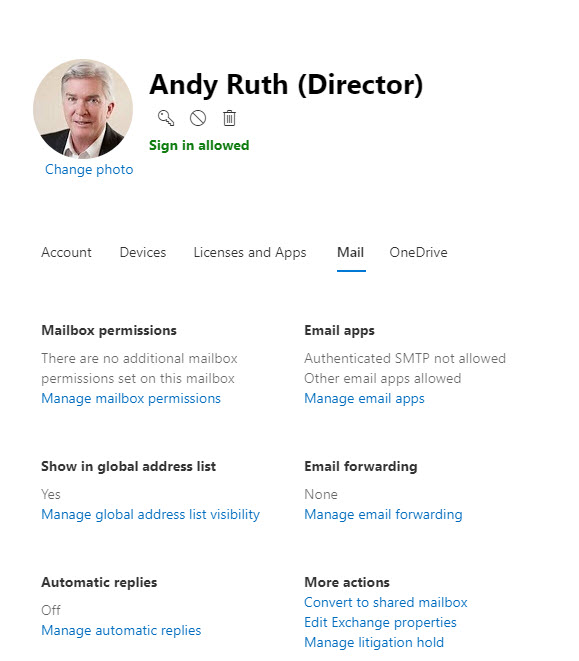 Andy Ruth (Director)
Sign in allowed
Change photo
Account Devices Licenses and Apps Mail OneDrive
Mailbox permissions
There are no additional mailbox
permissions set on this mailbox
Manage mailbox permissions
Email apps
Authenticated SMTP not allowed
Other email apps allowed
Manage email apps
Show in global address list
Yes
Manage global address list visibility
Email forwarding
None
Manage email forwarding
Automatic replies
Off
Manage automatic replies
More actions
Convert to shared mailbox
Edit Exchange properties
Manage litigation hold